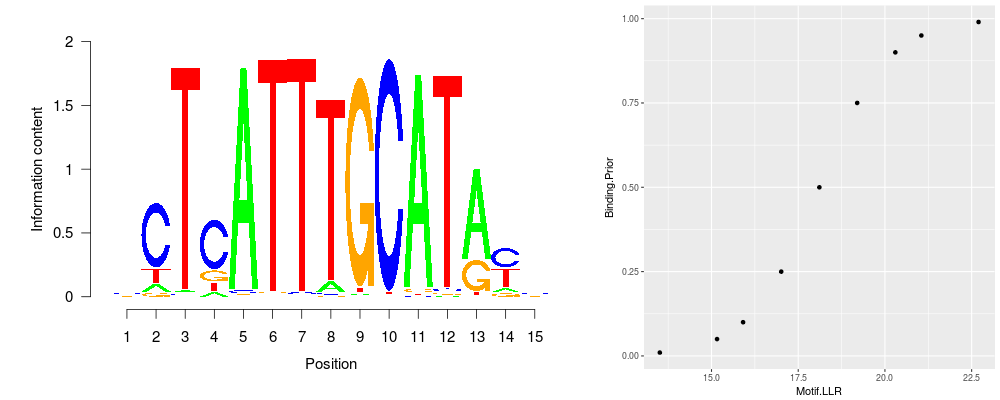 2
1.5
1
0.5
0
Information content
C T C A T T T G C A T A C
T G A G T
A T A A
1 2 3 4 5 6 7 8 9 10 11 12 13 14 15
Position
1.00
0.75
0.50
0.25
0.00
Binding.Prior
15.0 17.5 20.0 22.5
Motif.LLR